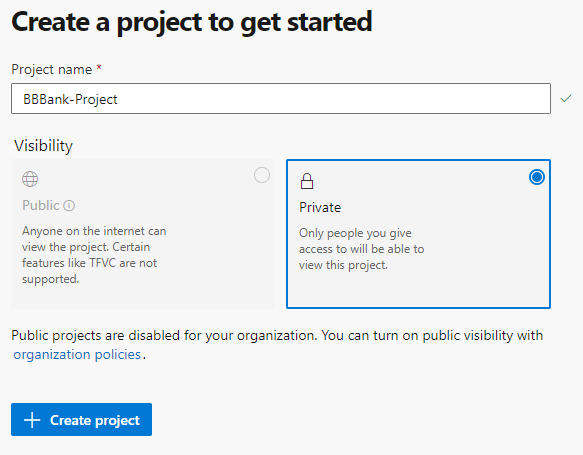 Create a project to get started
Project name *
BBBank-Project
Visibility
Public
Anyone on the internet can
view the project. Certain
features like TFVC are not
supported.
Private
Only people you give
access to will be able to
view this project.
Public projects are disabled for your organization. You can turn on public visibility with
organization policies.
Create project